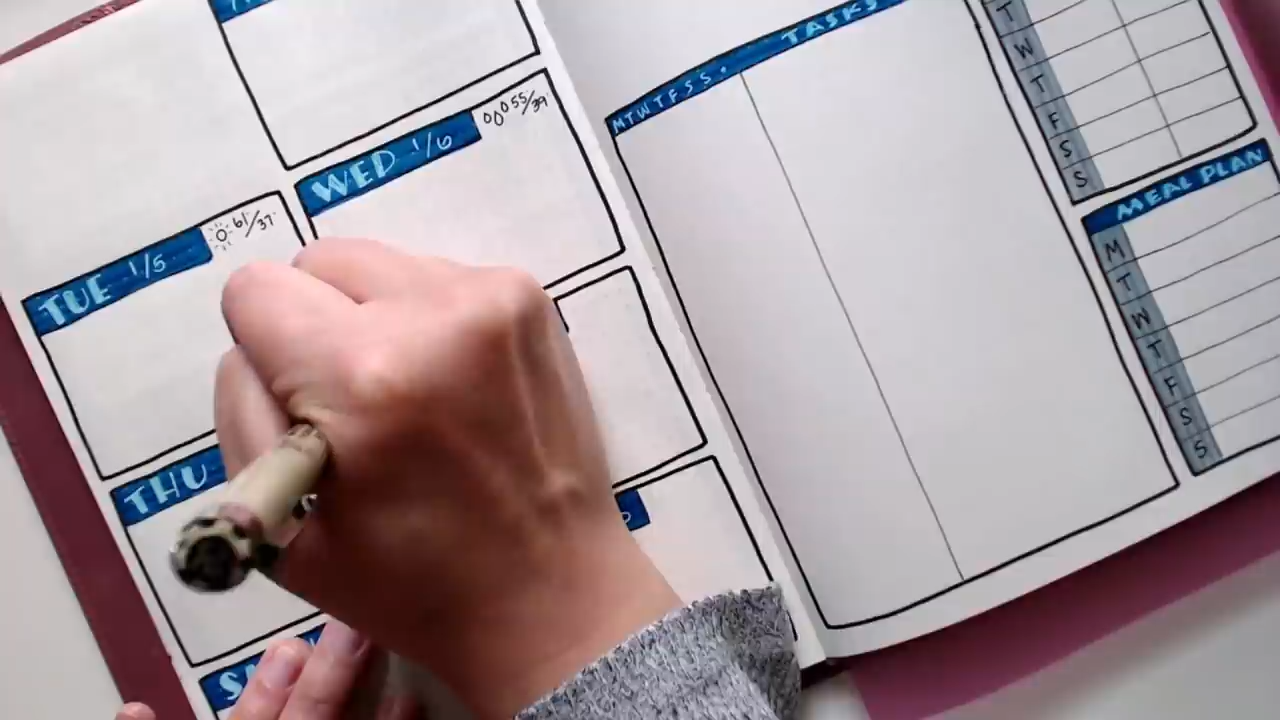 WED 1/6
55/39
TUE 1/5
61/37
THU
MTWTFSS. TASKS
T
W
T
F
S
S
MEAL PLAN
M
T
W
T
F
S
S